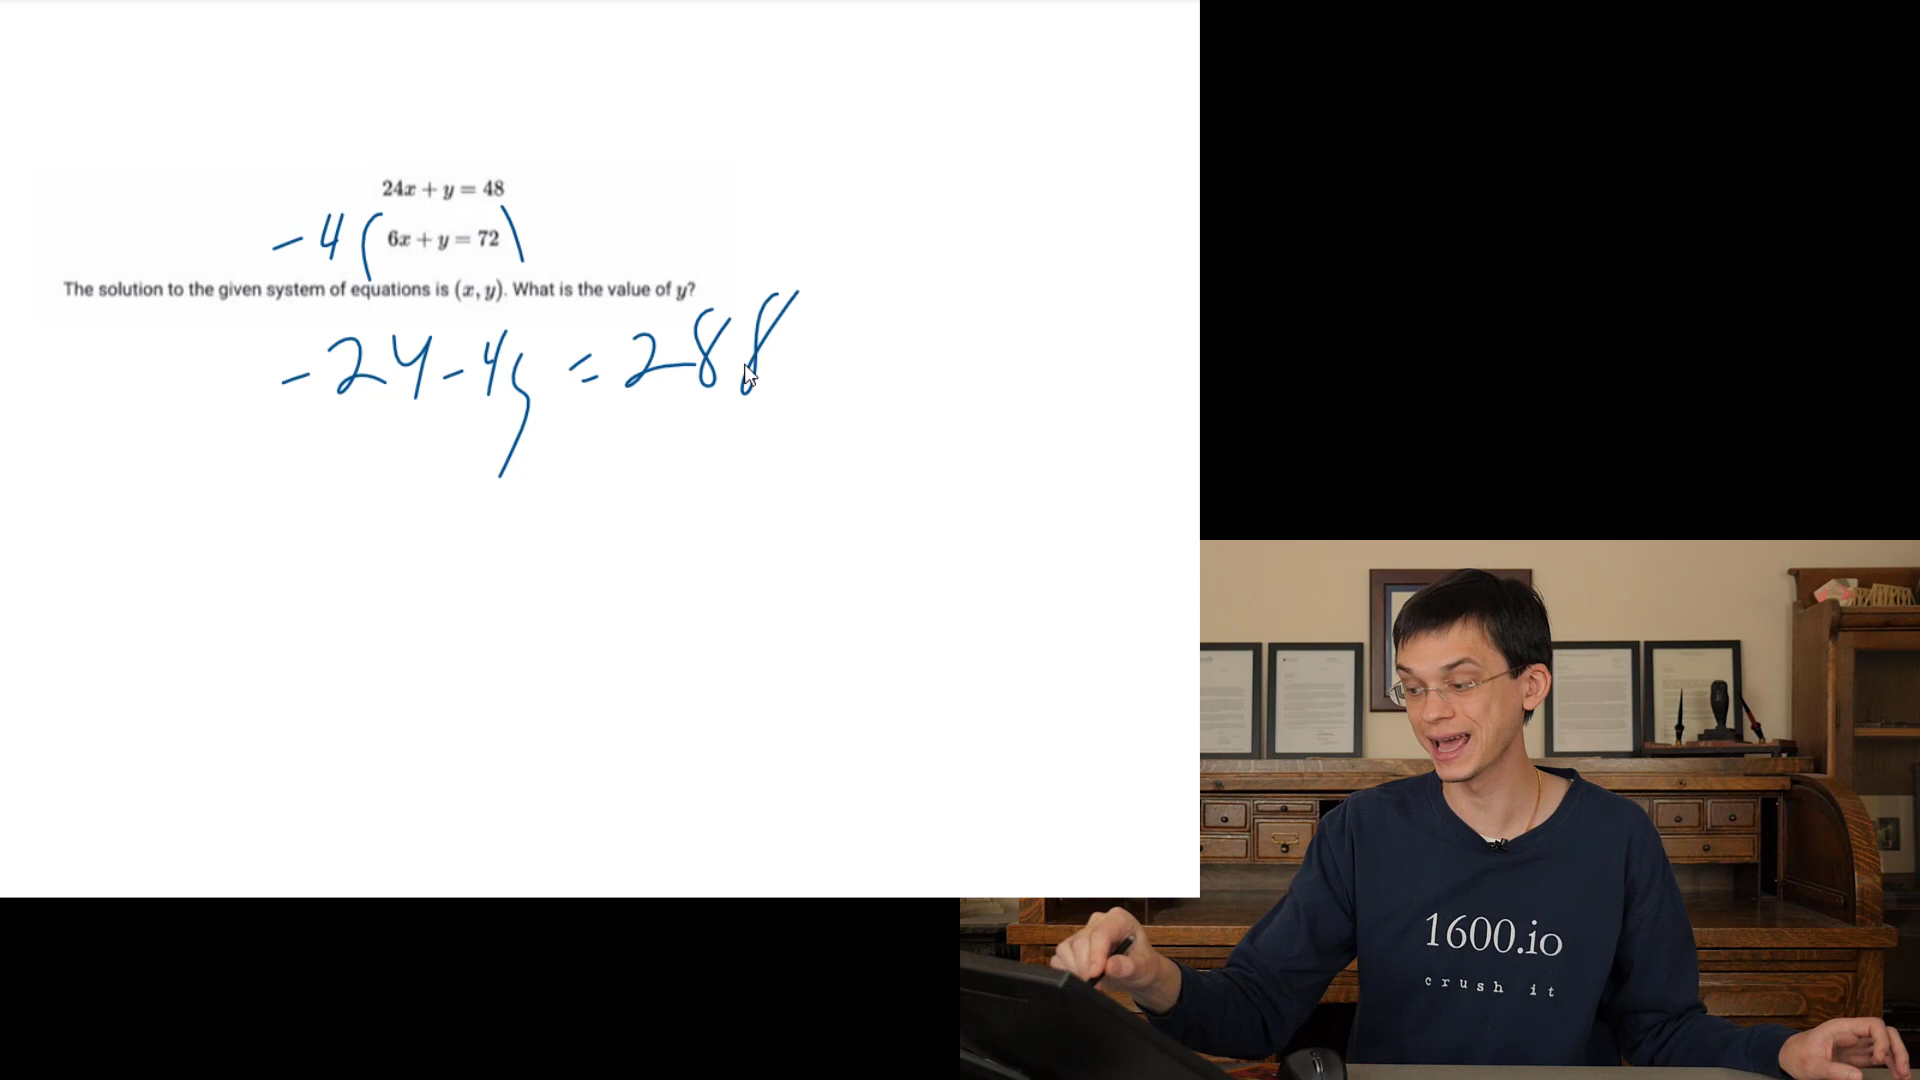 24x + y = 48
-4 ( 6x + y = 72 )
The solution to the given system of equations is (x, y). What is the value of y?
-24 - 4y = 288
1600.io
crush it